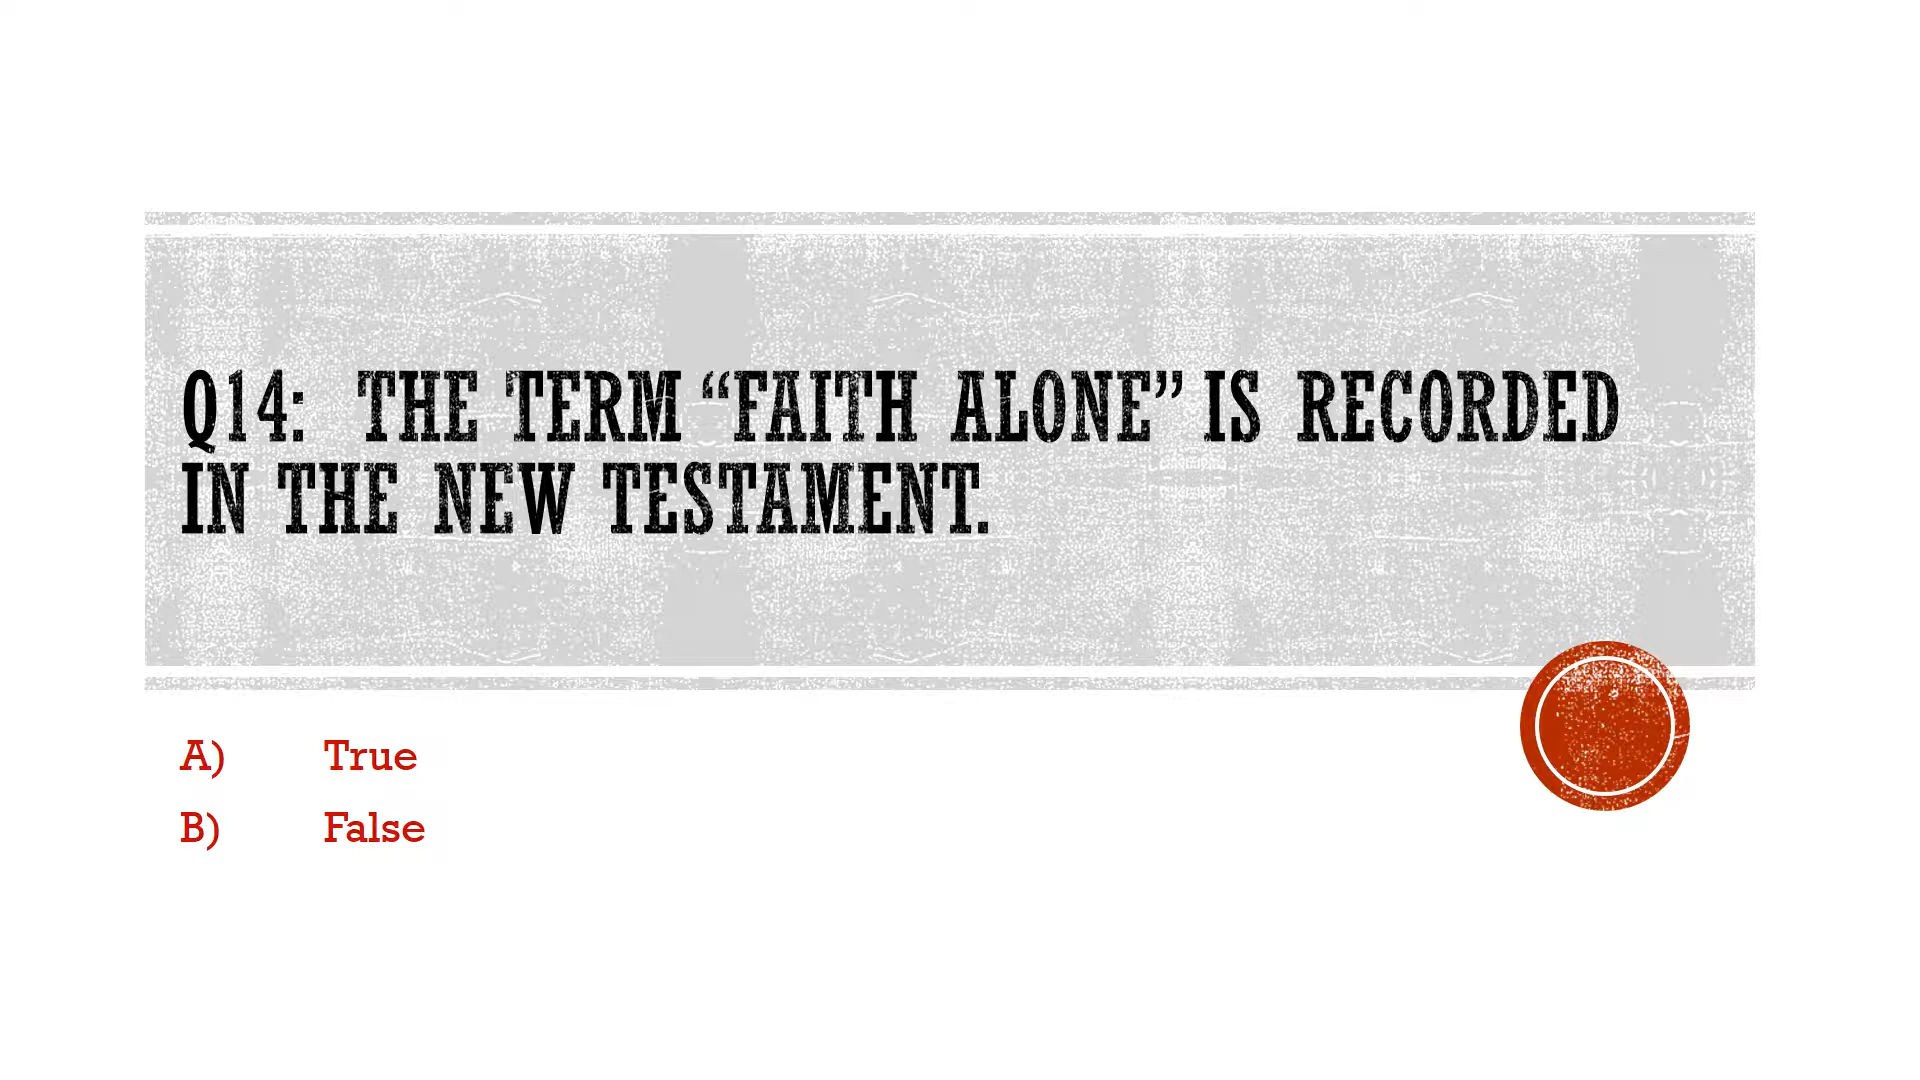 Q14: THE TERM “FAITH ALONE” IS RECORDED
IN THE NEW TESTAMENT.
A) True
B) False